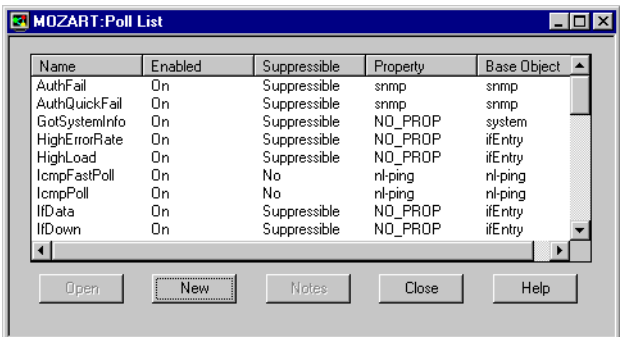 MOZART:Poll List
Name Enabled Suppressible Property Base Object
AuthFail On Suppressible snmp snmp
AuthQuickFail On Suppressible snmp snmp
GotSystemInfo On Suppressible NO_PROP system
HighErrorRate On Suppressible NO_PROP ifEntry
HighLoad On Suppressible NO_PROP ifEntry
IcmpFastPoll On No nl-ping nl-ping
IcmpPoll On No nl-ping nl-ping
IfData On Suppressible NO_PROP ifEntry
IfDown On Suppressible NO_PROP ifEntry
Open New Notes Close Help